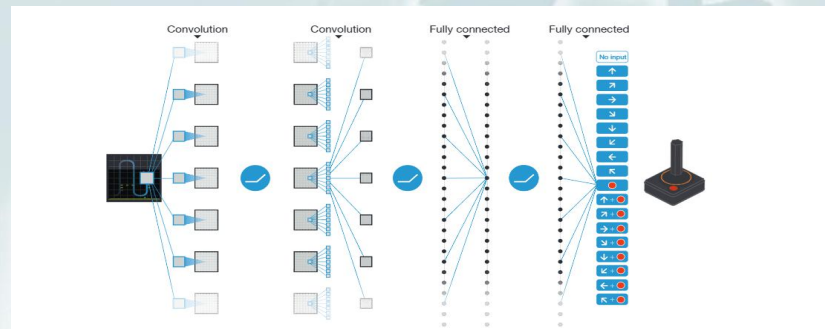 Convolution
Convolution
Fully connected
Fully connected
No input